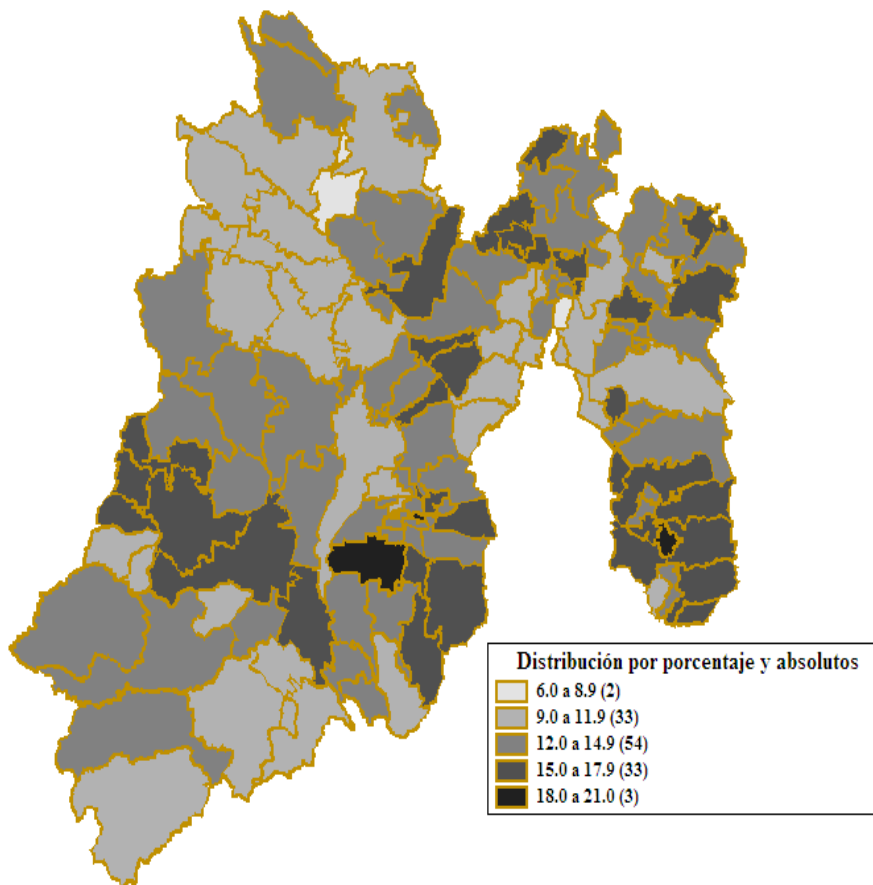 Distribución por porcentaje y absolutos
6.0 a 8.9 (2)
9.0 a 11.9 (33)
12.0 a 14.9 (54)
15.0 a 17.9 (33)
18.0 a 21.0 (3)